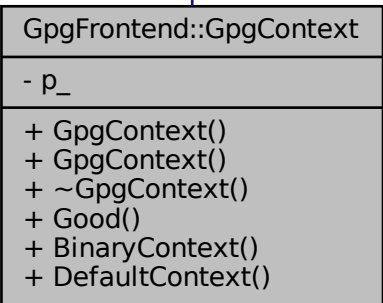 GpgFrontend::GpgContext
- p_
+ GpgContext()
+ GpgContext()
+ ~GpgContext()
+ Good()
+ BinaryContext()
+ DefaultContext()